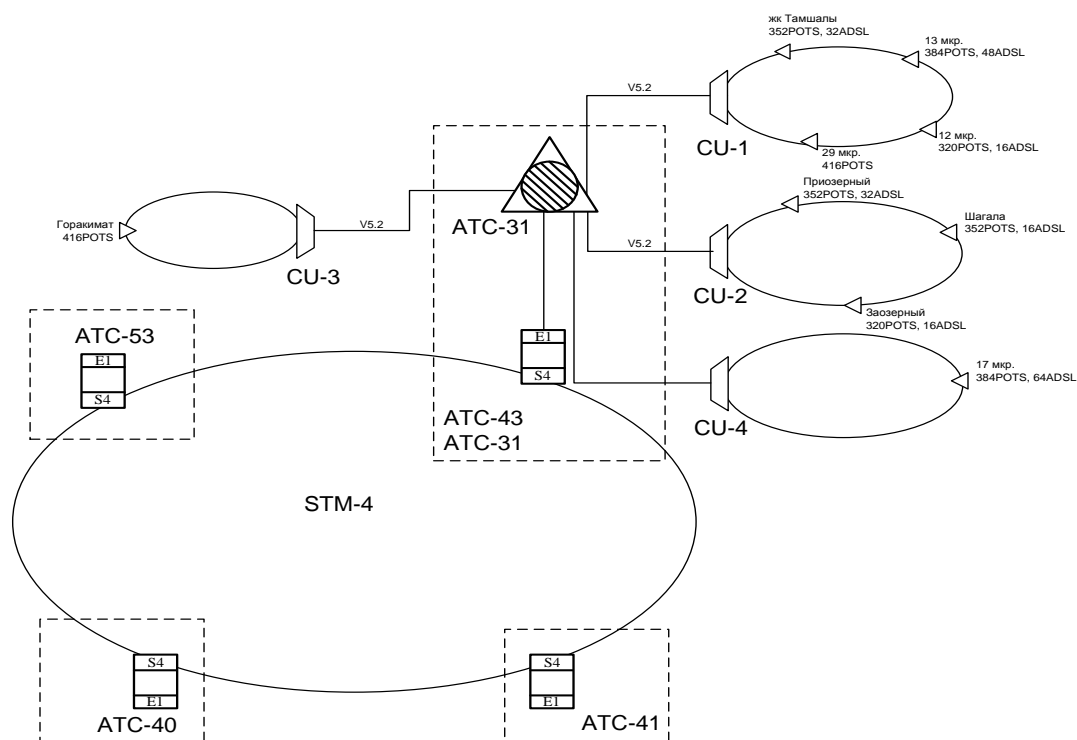 жк Тамшалы
352POTS, 32ADSL
13 мкр.
384POTS, 48ADSL
V5.2
CU-1
12 мкр.
320POTS, 16ADSL
29 мкр.
416POTS
Приозерный
352POTS, 32ADSL
Горакимат
416POTS
V5.2
CU-3
АТС-31
V5.2
CU-2
Шагала
352POTS, 16ADSL
Заозерный
320POTS, 16ADSL
АТС-53
E1
S4
E1
S4
17 мкр.
384POTS, 64ADSL
CU-4
АТС-43
АТС-31
STM-4
S4
E1
АТС-40
S4
E1
АТС-41